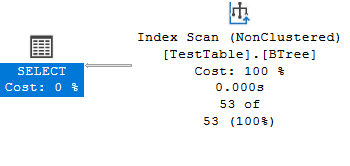 Index Scan (NonClustered)
[TestTable].[BTree]
Cost: 100 %
0.000s
53 of
53 (100%)
SELECT
Cost: 0 %